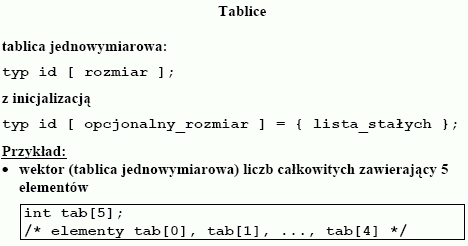 Tablice
tablica jednowymiarowa:
typ id [ rozmiar ];
z inicjalizacją
typ id [ opcjonalny_rozmiar ] = { lista_stałych };
Przykład:
• wektor (tablica jednowymiarowa) liczb całkowitych zawierający 5
elementów
int tab[5];
/* elementy tab[0], tab[1], ..., tab[4] */